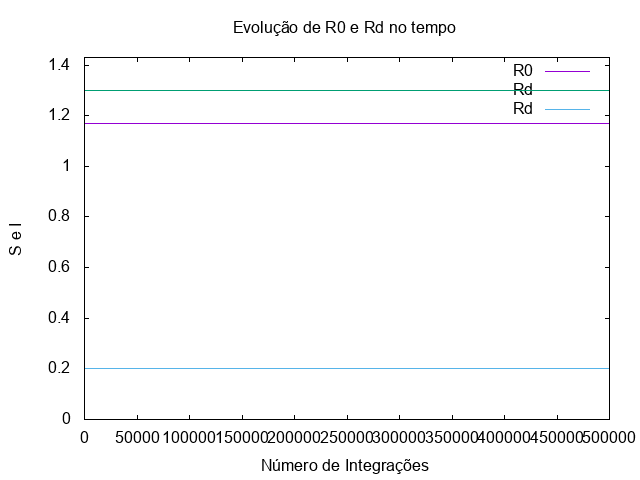 Evolução de R0 e Rd no tempo
1.4
1.2
1
0.8
0.6
0.4
0.2
0
S e I
R0
Rd
Rd
0 50000 100000 150000 200000 250000 300000 350000 400000 450000 500000
Número de Integrações